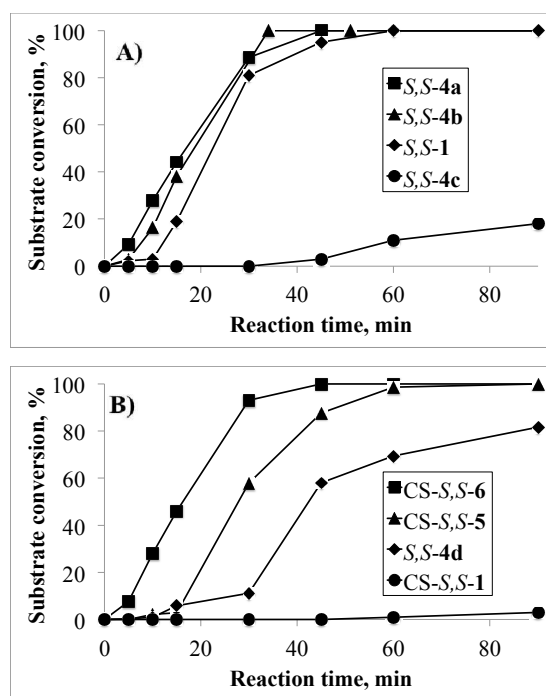 A)
Substrate conversion, %
100
80
60
40
20
0
S,S-4a
S,S-4b
S,S-1
S,S-4c
0 20 40 60 80
Reaction time, min
B)
Substrate conversion, %
100
80
60
40
20
0
CS-S,S-6
CS-S,S-5
S,S-4d
CS-S,S-1
0 20 40 60 80
Reaction time, min